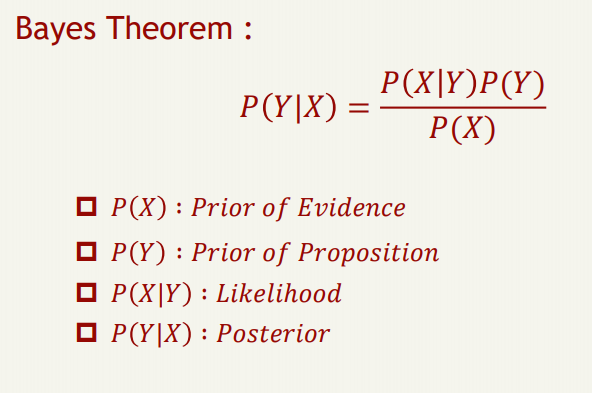 Bayes Theorem :
P(Y|X) = P(X|Y)P(Y) / P(X)
P(X) : Prior of Evidence
P(Y) : Prior of Proposition
P(X|Y) : Likelihood
P(Y|X) : Posterior